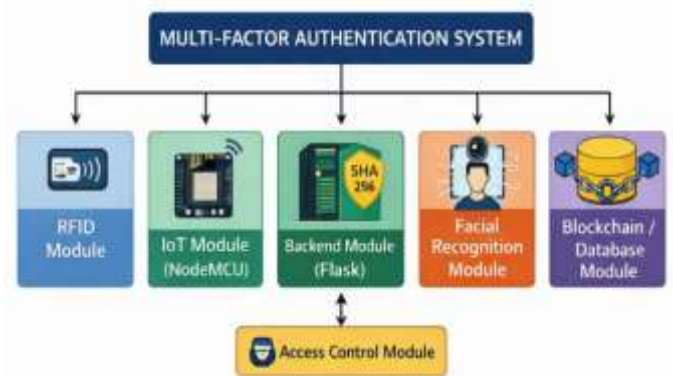 MULTI-FACTOR AUTHENTICATION SYSTEM
RFID
Module
IoT Module
(NodeMCU)
SHA
256
Backend Module
(Flask)
Facial
Recognition
Module
Blockchain /
Database
Module
Access Control Module